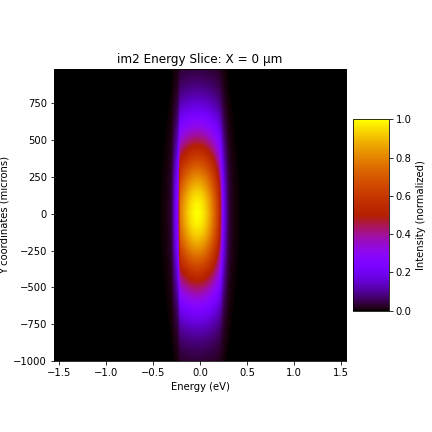 im2 Energy Slice: X = 0 μm
Y coordinates (microns)
750
500
250
0
−250
−500
−750
−1000
−1.5 −1.0 −0.5 0.0 0.5 1.0 1.5
Energy (eV)
1.0
0.8
0.6
0.4
0.2
0.0
Intensity (normalized)